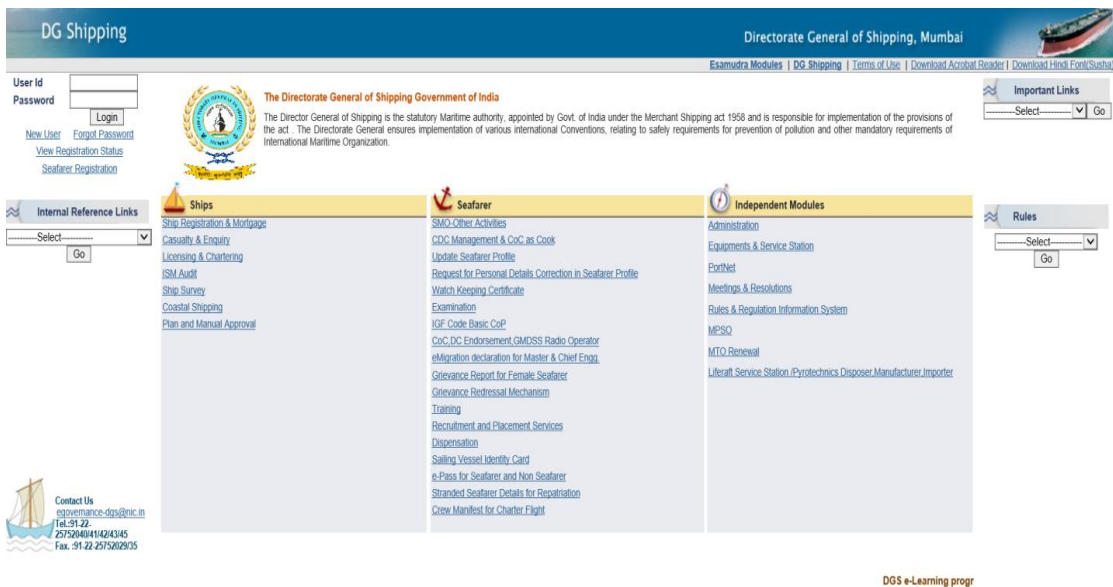 DG Shipping
Directorate General of Shipping, Mumbai
Esamudra Modules | DG Shipping | Terms of Use | Download Acrobat Reader | Download Hindi Font(Susha)
User Id
Password
Login
New User Forgot Password
View Registration Status
Seafarer Registration
Internal Reference Links
----------Select-----------
Go
The Directorate General of Shipping Government of India
The Director General of Shipping is the statutory Maritime authority, appointed by Govt. of India under the Merchant Shipping act 1958 and is responsible for implementation of the provisions of
the act . The Directorate General ensures implementation of various international Conventions, relating to safely requirements for prevention of pollution and other mandatory requirements of
International Maritime Organization.
Important Links
----------Select-----------
Go
Rules
----------Select-----------
Go
Ships
Ship Registration & Mortgage
Casualty & Enquiry
Licensing & Chartering
ISM Audit
Ship Survey
Coastal Shipping
Plan and Manual Approval
Seafarer
SMO-Other Activities
CDC Management & CoC as Cook
Update Seafarer Profile
Request for Personal Details Correction in Seafarer Profile
Watch Keeping Certificate
Examination
IGF Code Basic CoP
CoC,DC Endorsement,GMDSS Radio Operator
eMigration declaration for Master & Chief Engg.
Grievance Report for Female Seafarer
Grievance Redressal Mechanism
Training
Recruitment and Placement Services
Dispensation
Sailing Vessel Identity Card
e-Pass for Seafarer and Non Seafarer
Stranded Seafarer Details for Repatriation
Crew Manifest for Charter Flight
Independent Modules
Administration
Equipments & Service Station
PortNet
Meetings & Resolutions
Rules & Regulation Information System
MPSO
MTO Renewal
Liferaft Service Station /Pyrotechnics Disposer,Manufacturer,Importer
Contact Us
egovernance-dgs@nic.in
Tel.:91-22-
25752040/41/42/43/45
Fax. :91-22-25752029/35
DGS e-Learning progr